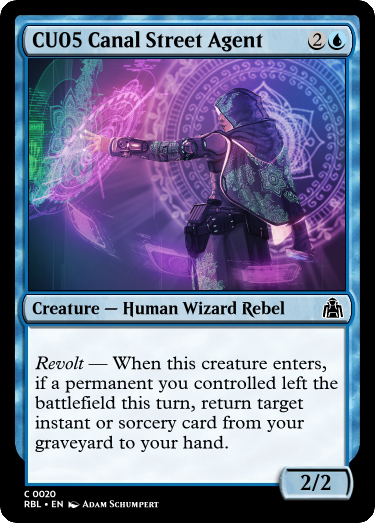 CU05 Canal Street Agent 2
Creature — Human Wizard Rebel
Revolt — When this creature enters,
if a permanent you controlled left the
battlefield this turn, return target
instant or sorcery card from your
graveyard to your hand.
2/2
C 0020
RBL • EN Adam Schumpert